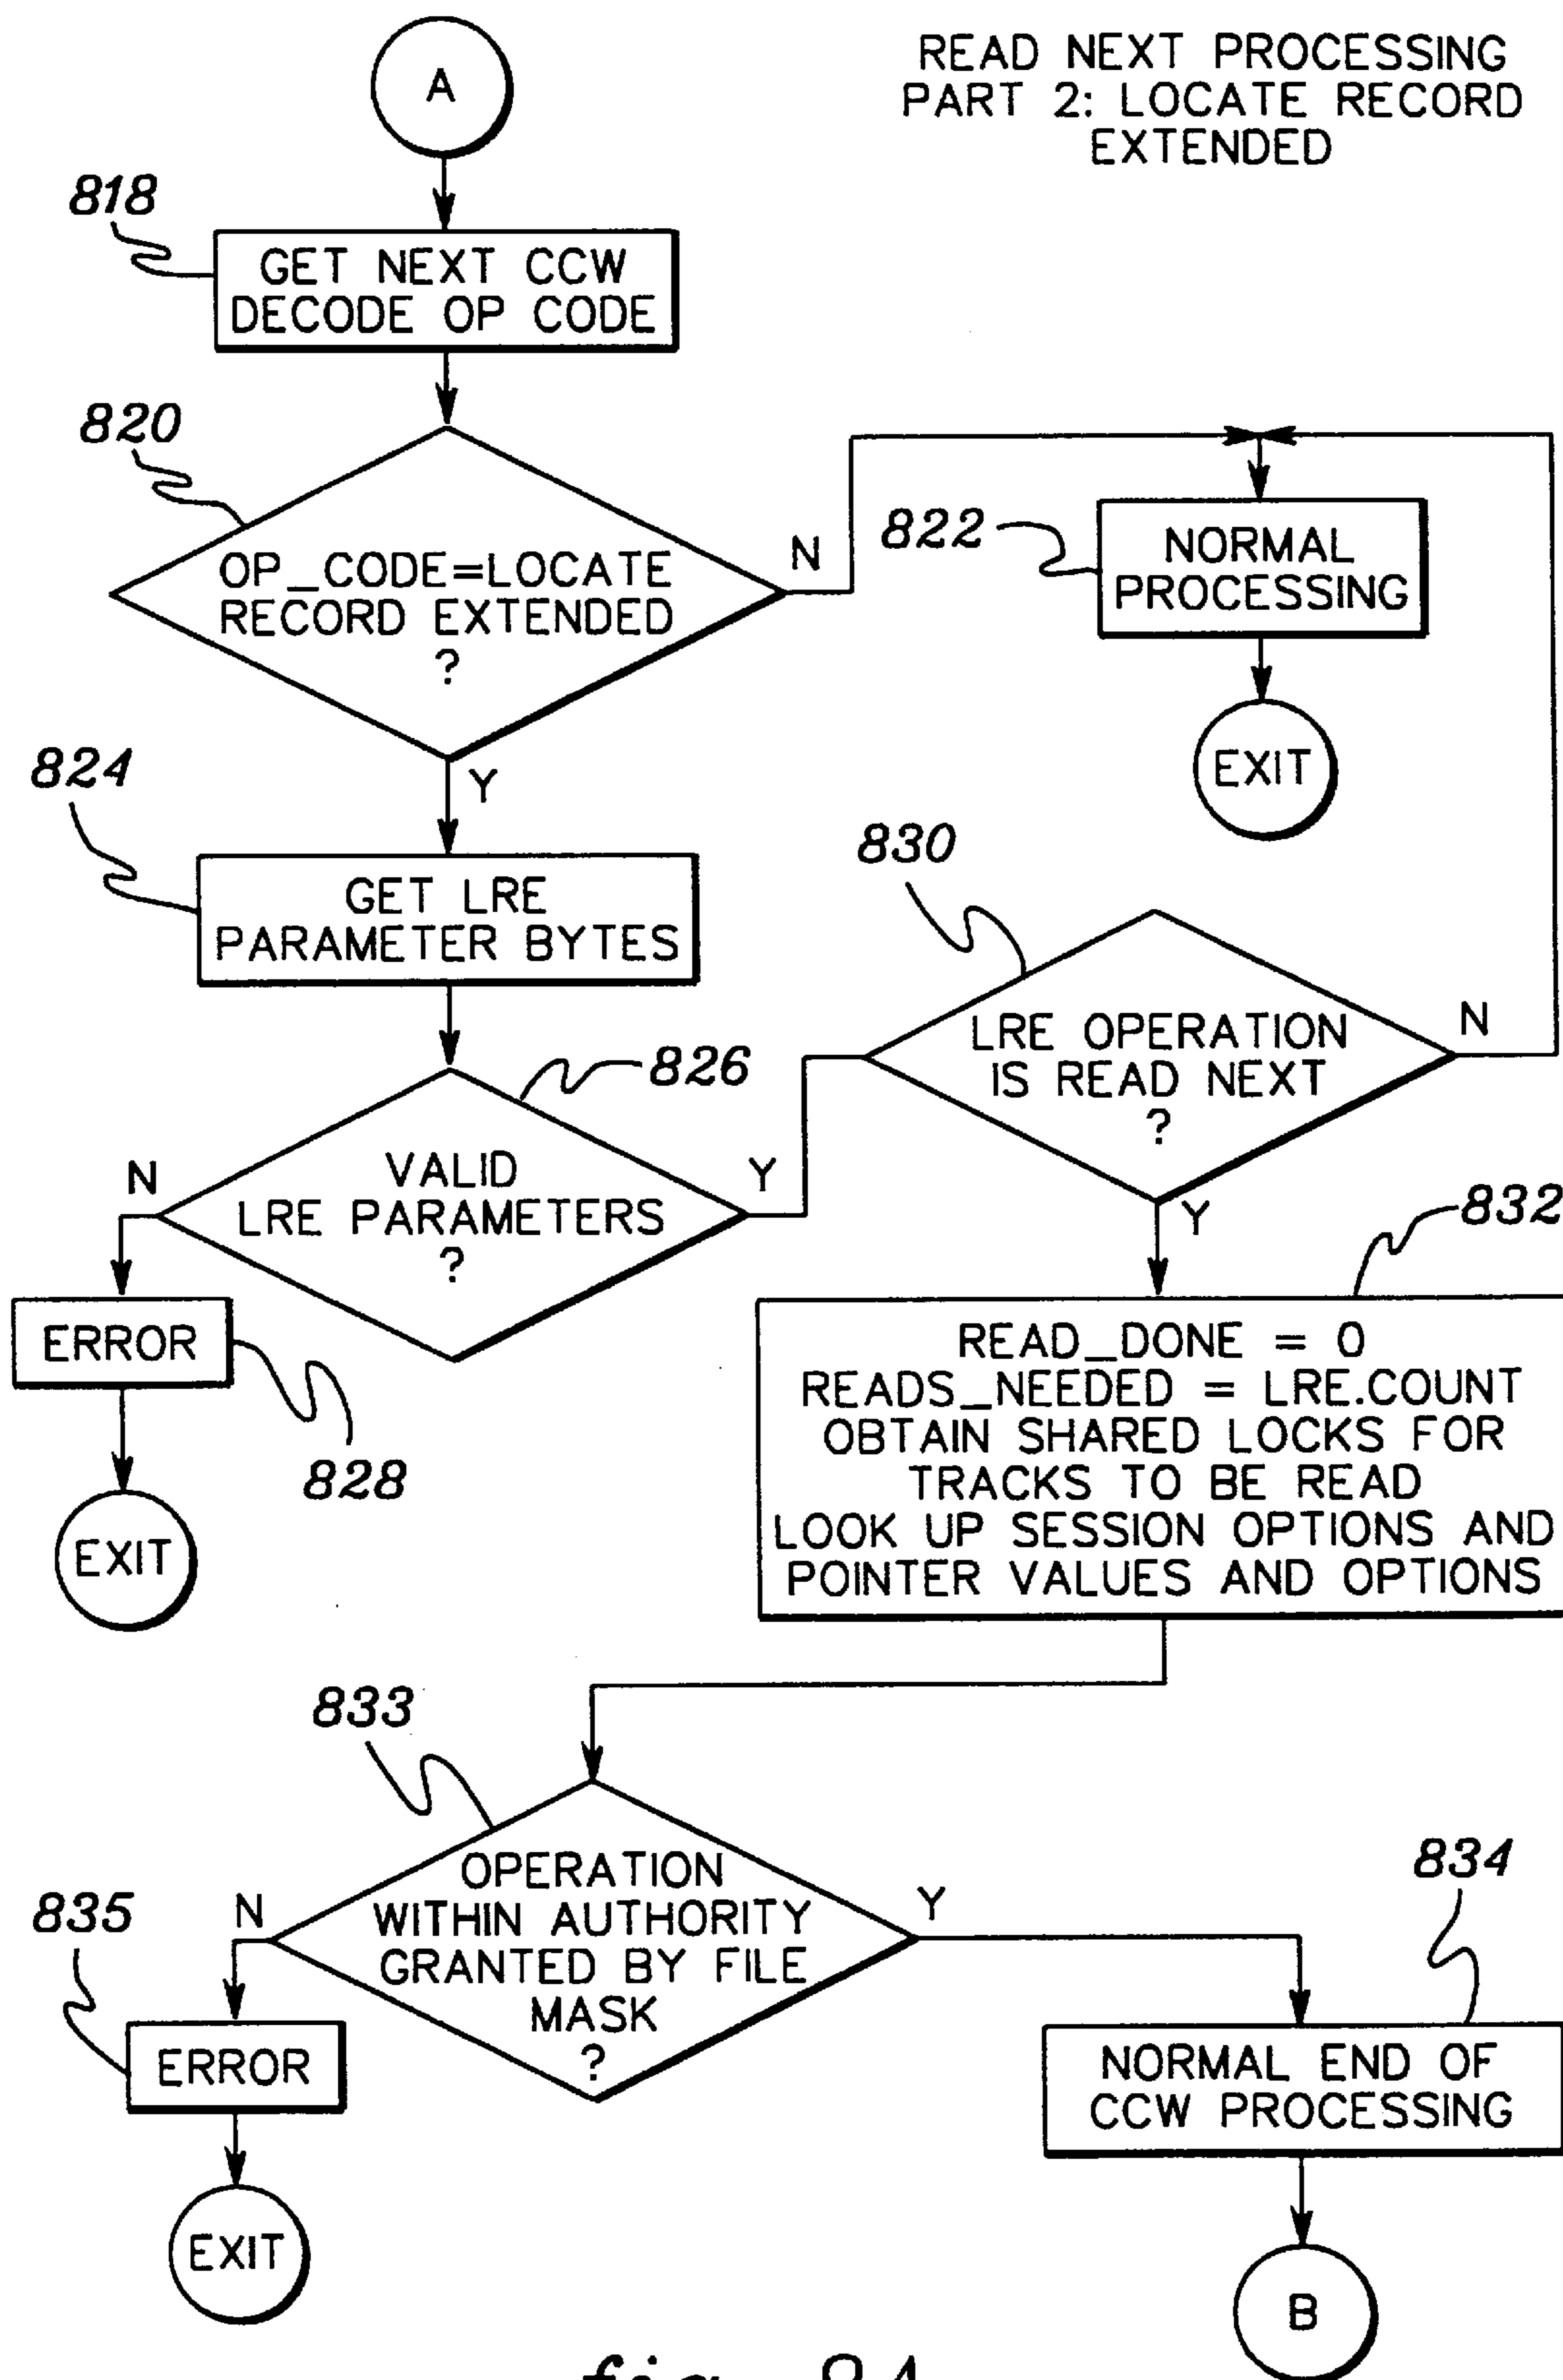 READ NEXT PROCESSING
PART 2: LOCATE RECORD
EXTENDED
A
818
GET NEXT CCW
DECODE OP CODE
820
OP_CODE=LOCATE
RECORD EXTENDED
?
N
Y
822
NORMAL
PROCESSING
EXIT
824
GET LRE
PARAMETER BYTES
826
VALID
LRE PARAMETERS
?
N
Y
ERROR
828
EXIT
830
LRE OPERATION
IS READ NEXT
?
N
Y
832
READ_DONE = 0
READS_NEEDED = LRE.COUNT
OBTAIN SHARED LOCKS FOR
TRACKS TO BE READ
LOOK UP SESSION OPTIONS AND
POINTER VALUES AND OPTIONS
833
OPERATION
WITHIN AUTHORITY
GRANTED BY FILE
MASK
?
N
Y
835
ERROR
EXIT
834
NORMAL END OF
CCW PROCESSING
B